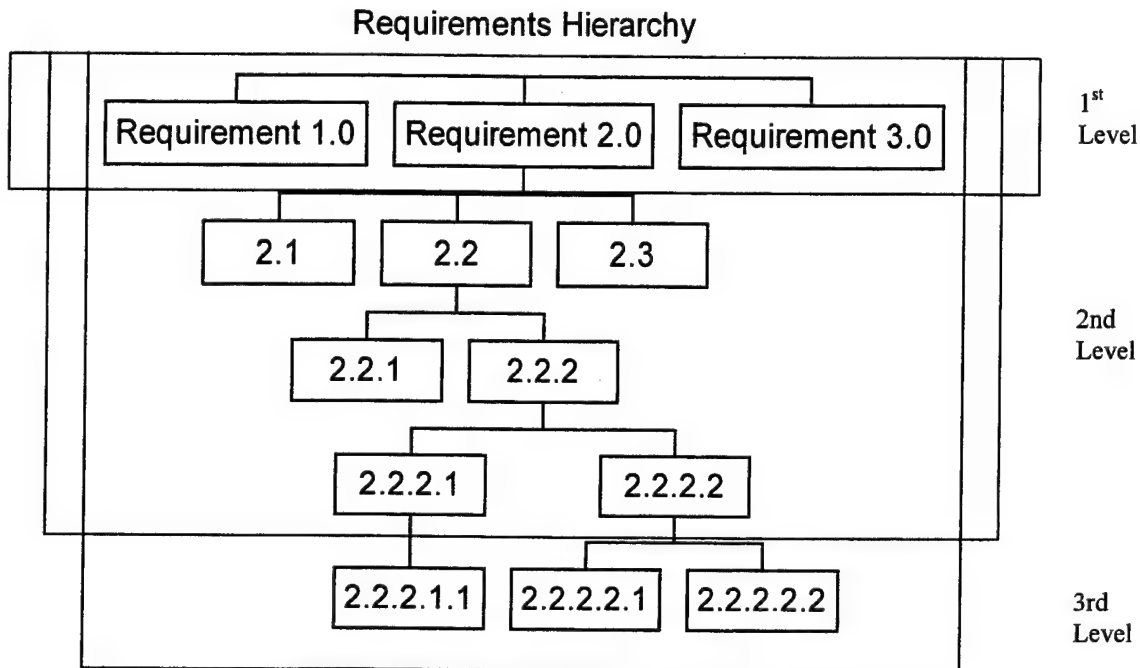 Requirements Hierarchy
1st
Level
Requirement 1.0
Requirement 2.0
Requirement 3.0
2.1
2.2
2.3
2nd
Level
2.2.1
2.2.2
2.2.2.1
2.2.2.2
2.2.2.1.1
2.2.2.2.1
2.2.2.2.2
3rd
Level